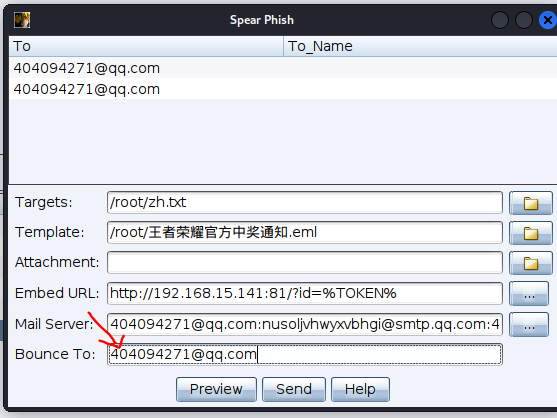 Spear Phish
To To_Name
404094271@qq.com
404094271@qq.com
Targets: /root/zh.txt
Template: /root/王者荣耀官方中奖通知.eml
Attachment:
Embed URL: http://192.168.15.141:81/?id=%TOKEN%
...
Mail Server: 404094271@qq.com:nusoljvhwyxvbhgi@smtp.qq.com:4
...
Bounce To: 404094271@qq.com
Preview Send Help